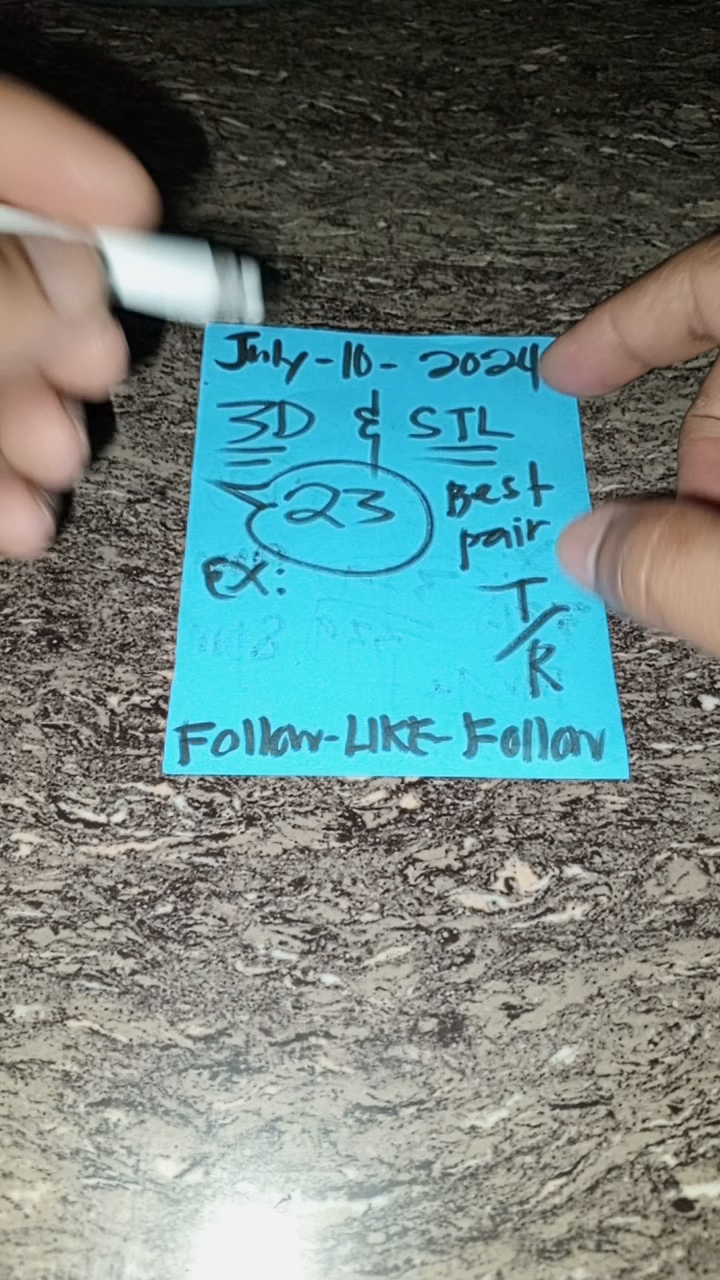 July-10-2024
3D & STL
23 Best
pair
EX:
T/R
Follow-LIKE-Follow